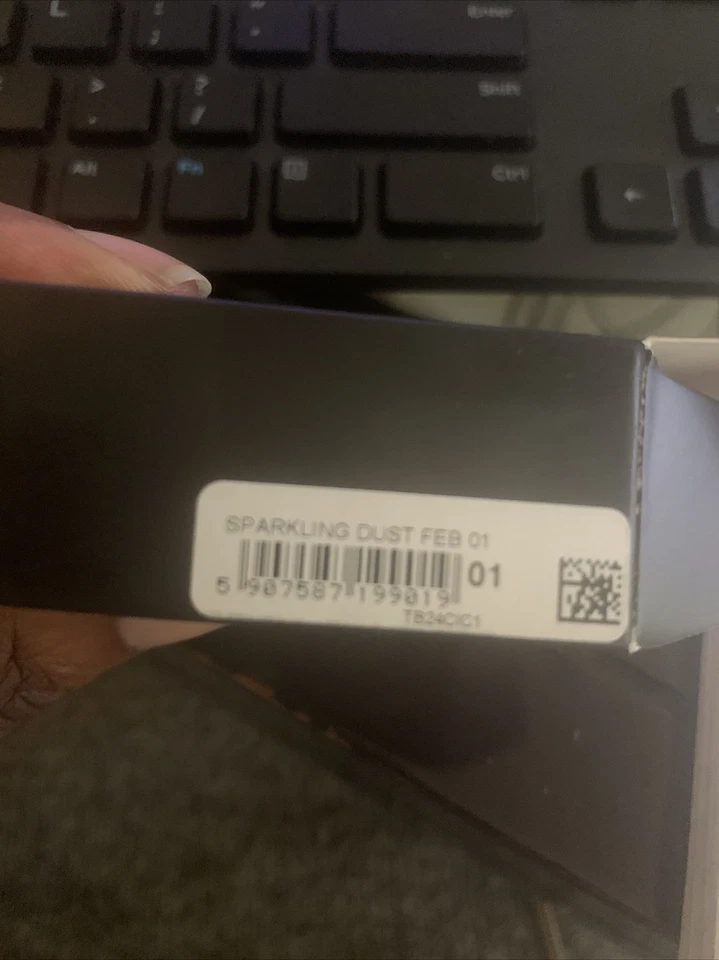 L : ; " ' Enter
> . ? / Shift
Alt Fn Ctrl ←
SPARKLING DUST FEB 01
01
5 907587 199019
TB24CIC1